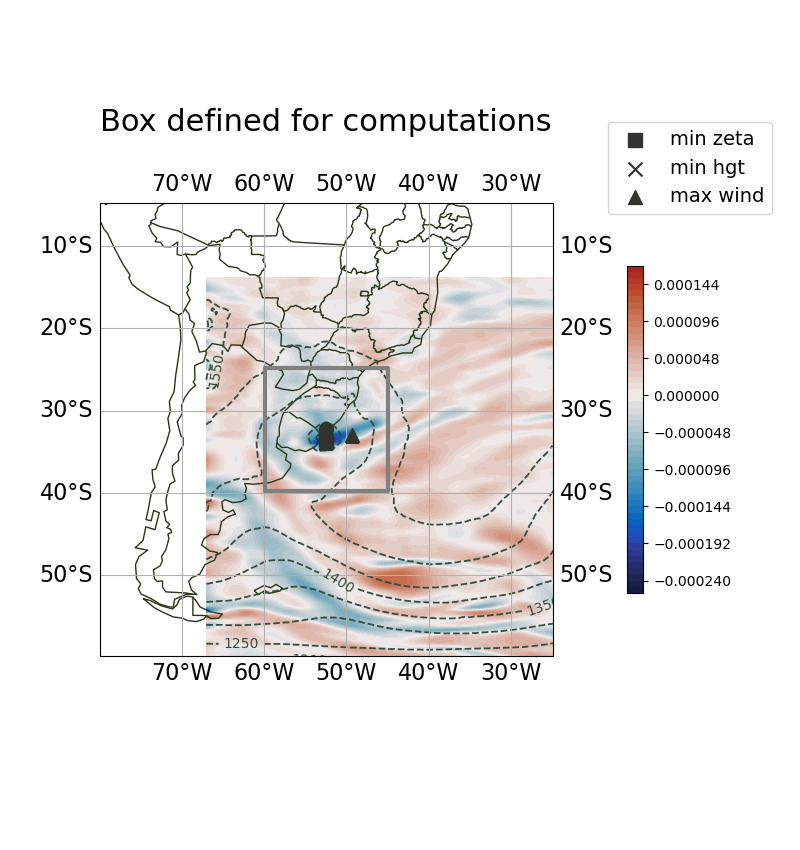 Box defined for computations
min zeta
min hgt
max wind
70°W 60°W 50°W 40°W 30°W
10°S 10°S
20°S 20°S
30°S 30°S
40°S 40°S
50°S 50°S
70°W 60°W 50°W 40°W 30°W
1550
1400
1250
0.000144
0.000096
0.000048
0.000000
−0.000048
−0.000096
−0.000144
−0.000192
−0.000240